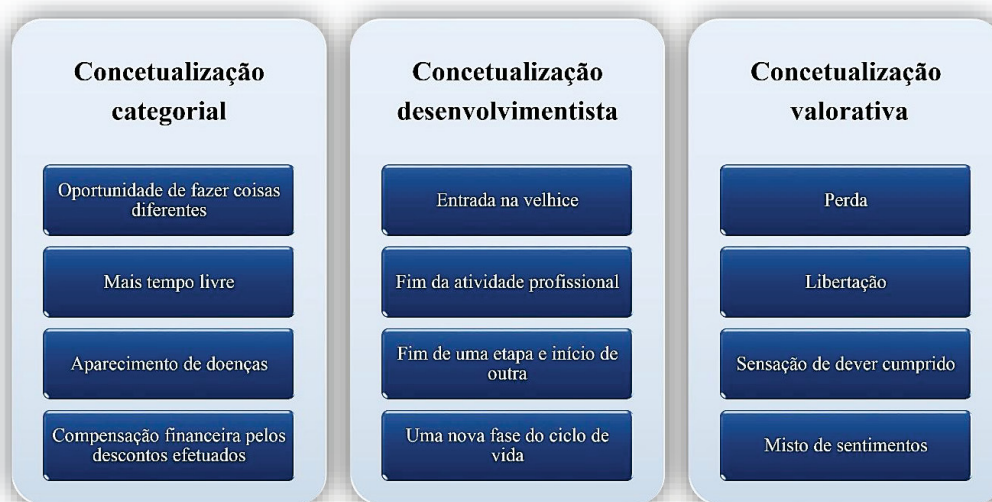 Concetualização
categorial
Oportunidade de fazer coisas
diferentes
Mais tempo livre
Aparecimento de doenças
Compensação financeira pelos
descontos efetuados
Concetualização
desenvolvimentista
Entrada na velhice
Fim da atividade profissional
Fim de uma etapa e início de
outra
Uma nova fase do ciclo de
vida
Concetualização
valorativa
Perda
Libertação
Sensação de dever cumprido
Misto de sentimentos